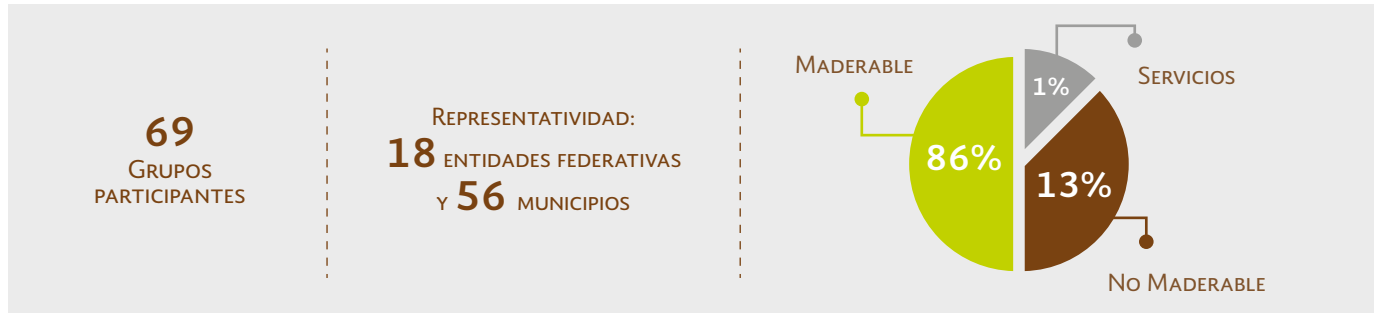 69
Grupos
participantes
Representatividad:
18 entidades federativas
y 56 municipios
Maderable
86%
1%
Servicios
13%
No Maderable